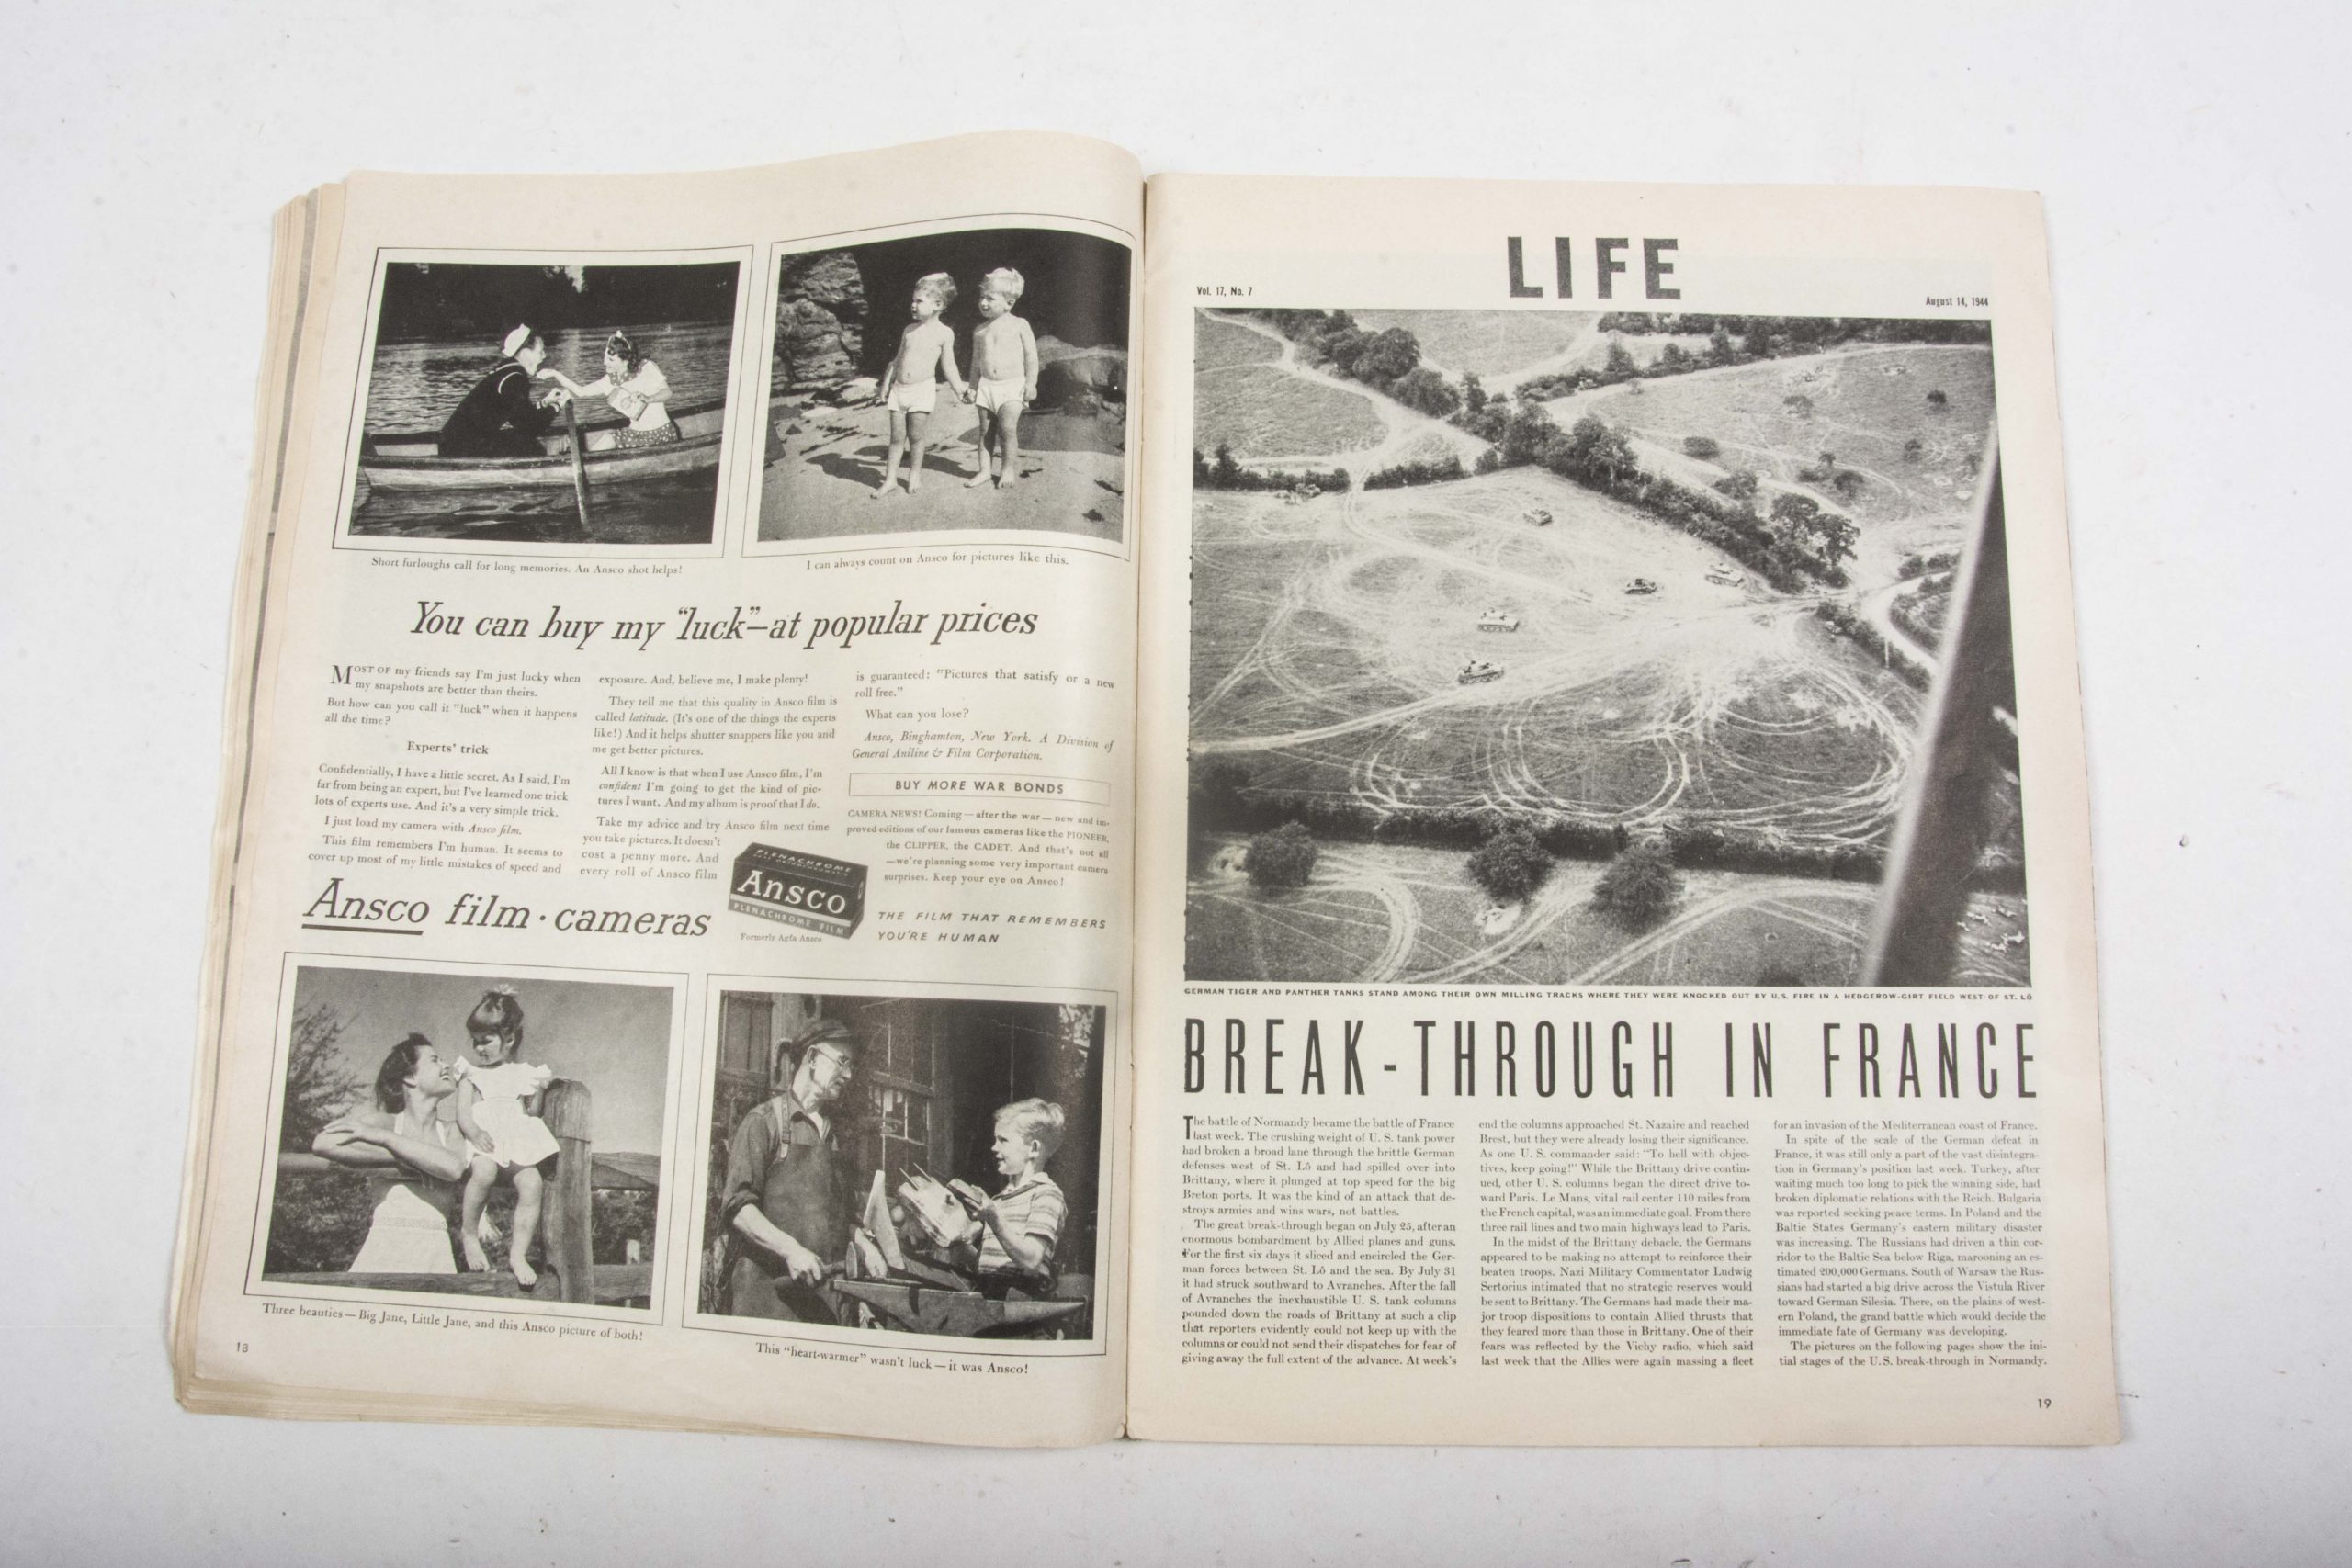 Short furloughs call for long memories. An Ansco shot helps!
I can always count on Ansco for pictures like this.
You can buy my "luck"—at popular prices
MOST OF my friends say I'm just lucky when
my snapshots are better than theirs.
But how can you call it "luck" when it happens
all the time?
Experts' trick
Confidentially, I have a little secret. As I said, I'm
far from being an expert, but I've learned one trick
lots of experts use. And it's a very simple trick.
I just load my camera with Ansco film.
This film remembers I'm human. It seems to
cover up most of my little mistakes of speed and
exposure. And, believe me, I make plenty!
They tell me that this quality in Ansco film is
called latitude. (It's one of the things the experts
like!) And it helps shutter snappers like you and
me get better pictures.
All I know is that when I use Ansco film, I'm
confident I'm going to get the kind of pic-
tures I want. And my album is proof that I do.
Take my advice and try Ansco film next time
you take pictures. It doesn't
cost a penny more. And
every roll of Ansco film
is guaranteed: "Pictures that satisfy or a new
roll free."
What can you lose?
Ansco, Binghamton, New York. A Division of
General Aniline & Film Corporation.
BUY MORE WAR BONDS
CAMERA NEWS! Coming—after the war—new and im-
proved editions of our famous cameras like the PIONEER,
the CLIPPER, the CADET. And that's not all
—we're planning some very important camera
surprises. Keep your eye on Ansco!
Ansco film · cameras
PLENACHROME
Ansco
PLENACHROME FILM
Formerly Agfa Ansco
THE FILM THAT REMEMBERS
YOU'RE HUMAN
Three beauties—Big Jane, Little Jane, and this Ansco picture of both!
This "heart-warmer" wasn't luck—it was Ansco!
18
LIFE
Vol. 17, No. 7
August 14, 1944
GERMAN TIGER AND PANTHER TANKS STAND AMONG THEIR OWN MILLING TRACKS WHERE THEY WERE KNOCKED OUT BY U.S. FIRE IN A HEDGEROW-GIRT FIELD WEST OF ST. LÔ
BREAK-THROUGH IN FRANCE
The battle of Normandy became the battle of France
last week. The crushing weight of U. S. tank power
had broken a broad lane through the brittle German
defenses west of St. Lô and had spilled over into
Brittany, where it plunged at top speed for the big
Breton ports. It was the kind of an attack that de-
stroys armies and wins wars, not battles.
The great break-through began on July 25, after an
enormous bombardment by Allied planes and guns.
For the first six days it sliced and encircled the Ger-
man forces between St. Lô and the sea. By July 31
it had struck southward to Avranches. After the fall
of Avranches the inexhaustible U. S. tank columns
pounded down the roads of Brittany at such a clip
that reporters evidently could not keep up with the
columns or could not send their dispatches for fear of
giving away the full extent of the advance. At week's
end the columns approached St. Nazaire and reached
Brest, but they were already losing their significance.
As one U. S. commander said: "To hell with objec-
tives, keep going!" While the Brittany drive contin-
ued, other U. S. columns began the direct drive to-
ward Paris. Le Mans, vital rail center 110 miles from
the French capital, was an immediate goal. From there
three rail lines and two main highways lead to Paris.
In the midst of the Brittany debacle, the Germans
appeared to be making no attempt to reinforce their
beaten troops. Nazi Military Commentator Ludwig
Sertorius intimated that no strategic reserves would
be sent to Brittany. The Germans had made their ma-
jor troop dispositions to contain Allied thrusts that
they feared more than those in Brittany. One of their
fears was reflected by the Vichy radio, which said
last week that the Allies were again massing a fleet
for an invasion of the Mediterranean coast of France.
In spite of the scale of the German defeat in
France, it was still only a part of the vast disintegra-
tion in Germany's position last week. Turkey, after
waiting much too long to pick the winning side, had
broken diplomatic relations with the Reich. Bulgaria
was reported seeking peace terms. In Poland and the
Baltic States Germany's eastern military disaster
was increasing. The Russians had driven a thin cor-
ridor to the Baltic Sea below Riga, marooning an es-
timated 200,000 Germans. South of Warsaw the Rus-
sians had started a big drive across the Vistula River
toward German Silesia. There, on the plains of west-
ern Poland, the grand battle which would decide the
immediate fate of Germany was developing.
The pictures on the following pages show the ini-
tial stages of the U.S. break-through in Normandy.
19